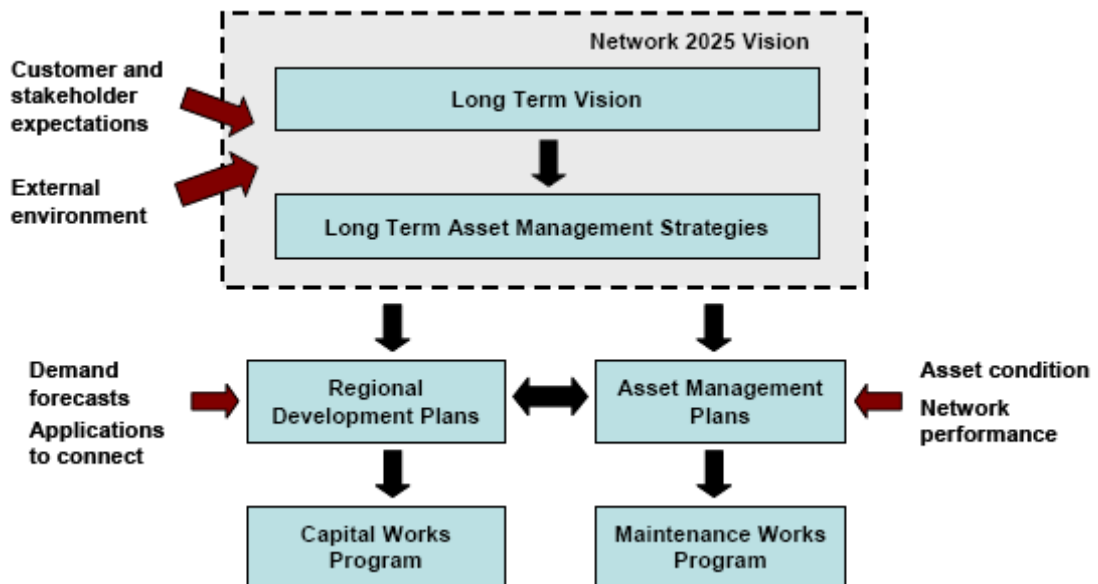 Network 2025 Vision
Customer and
stakeholder
expectations
Long Term Vision
External
environment
Long Term Asset Management Strategies
Demand
forecasts
Applications
to connect
Regional
Development Plans
Asset Management
Plans
Asset condition
Network
performance
Capital Works
Program
Maintenance Works
Program